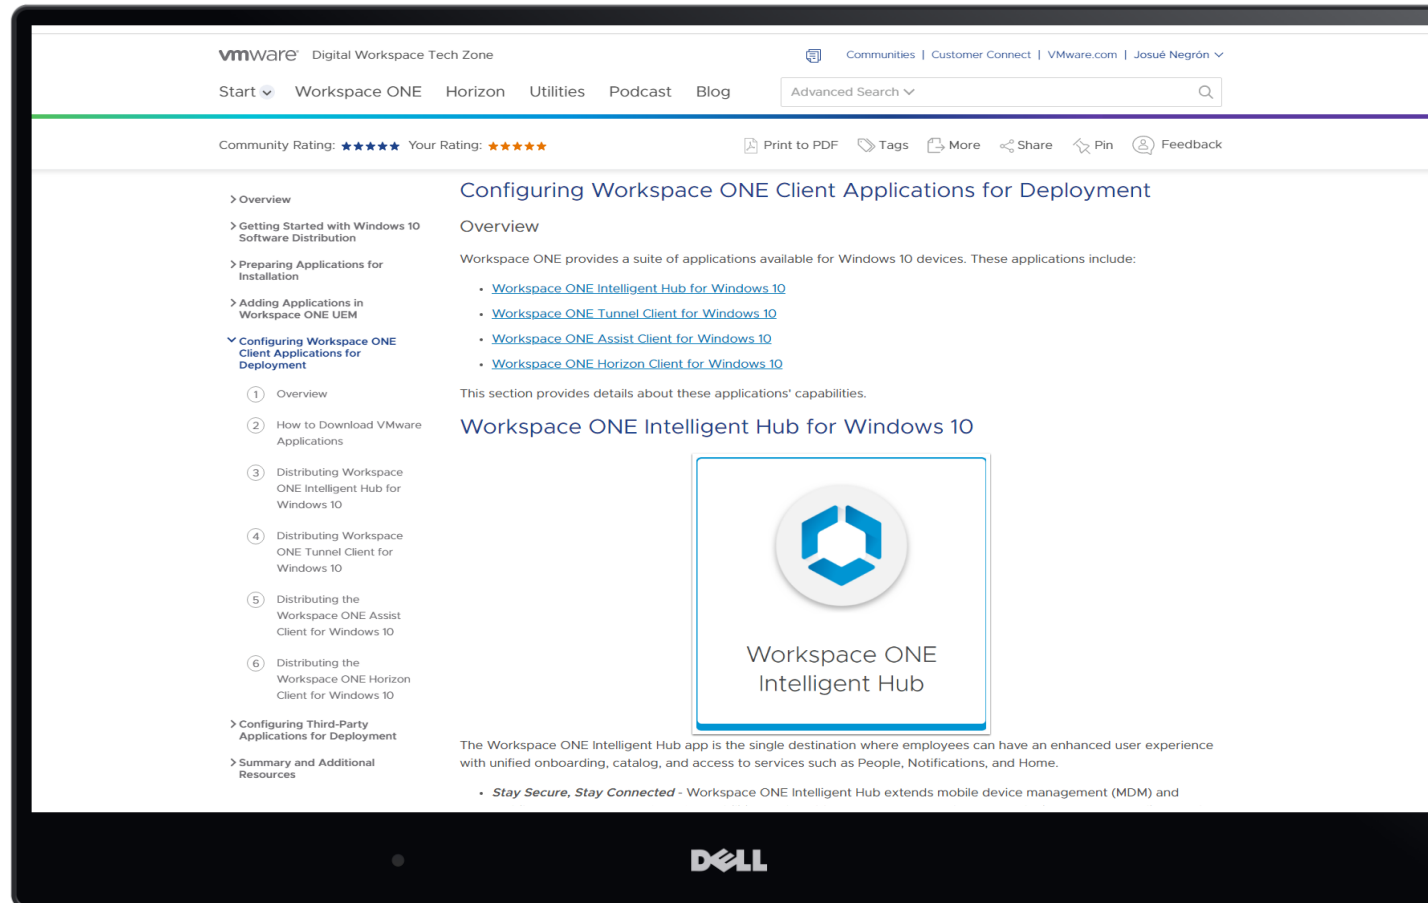 vmware® Digital Workspace Tech Zone
Communities | Customer Connect | VMware.com | Josué Negrón
Start Workspace ONE Horizon Utilities Podcast Blog
Advanced Search
Community Rating: Your Rating:
Print to PDF Tags More Share Pin Feedback
Overview
Getting Started with Windows 10
Software Distribution
Preparing Applications for
Installation
Adding Applications in
Workspace ONE UEM
Configuring Workspace ONE
Client Applications for
Deployment
1 Overview
2 How to Download VMware
Applications
3 Distributing Workspace
ONE Intelligent Hub for
Windows 10
4 Distributing Workspace
ONE Tunnel Client for
Windows 10
5 Distributing the
Workspace ONE Assist
Client for Windows 10
6 Distributing the
Workspace ONE Horizon
Client for Windows 10
Configuring Third-Party
Applications for Deployment
Summary and Additional
Resources
Configuring Workspace ONE Client Applications for Deployment
Overview
Workspace ONE provides a suite of applications available for Windows 10 devices. These applications include:
• Workspace ONE Intelligent Hub for Windows 10
• Workspace ONE Tunnel Client for Windows 10
• Workspace ONE Assist Client for Windows 10
• Workspace ONE Horizon Client for Windows 10
This section provides details about these applications' capabilities.
Workspace ONE Intelligent Hub for Windows 10
Workspace ONE
Intelligent Hub
The Workspace ONE Intelligent Hub app is the single destination where employees can have an enhanced user experience
with unified onboarding, catalog, and access to services such as People, Notifications, and Home.
• Stay Secure, Stay Connected - Workspace ONE Intelligent Hub extends mobile device management (MDM) and
DELL